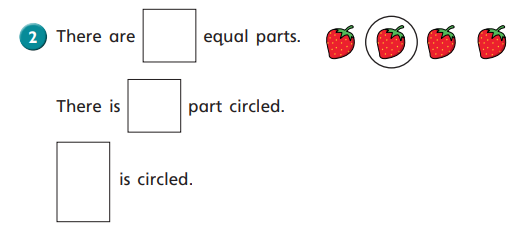 2 There are equal parts.
There is part circled.
is circled.